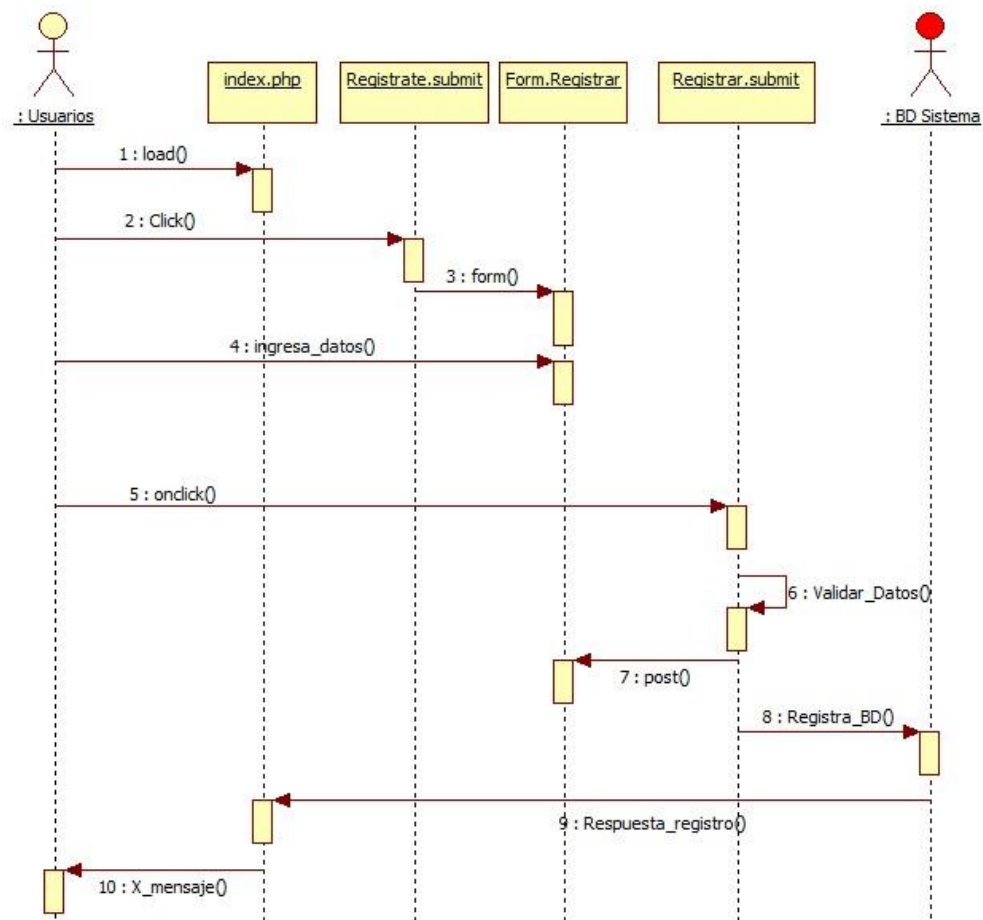 index.php
Registrate.submit
Form.Registrar
Registrar.submit
: Usuarios
: BD Sistema
1 : load()
2 : Click()
3 : form()
4 : ingresa_datos()
5 : onclick()
6 : Validar_Datos()
7 : post()
8 : Registra_BD()
9 : Respuesta_registro()
10 : X_mensaje()